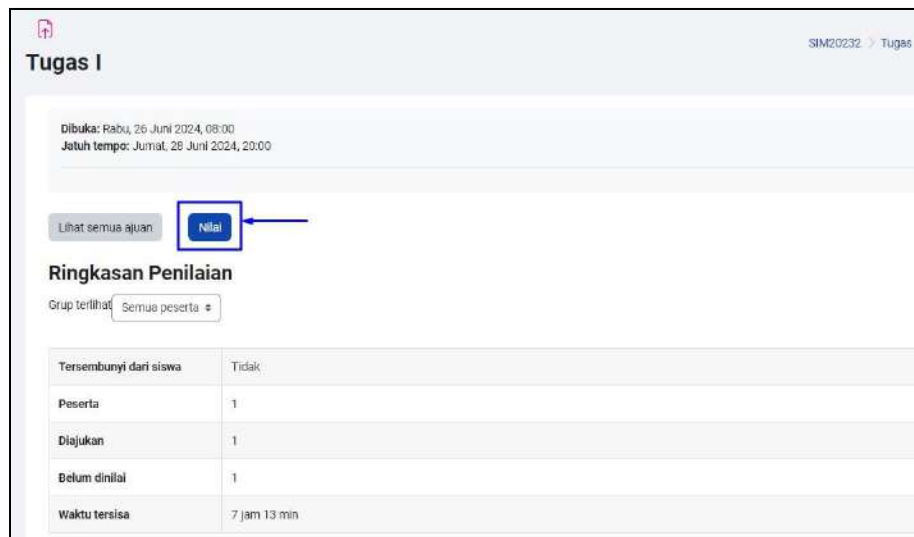 SIM20232 > Tugas
Tugas I
Dibuka: Rabu, 26 Juni 2024, 08:00
Jatuh tempo: Jumat, 28 Juni 2024, 20:00
Lihat semua ajuan
Nilai
Ringkasan Penilaian
Grup terlihat Semua peserta
Tersembunyi dari siswa Tidak
Peserta 1
Diajukan 1
Belum dinilai 1
Waktu tersisa 7 jam 13 min